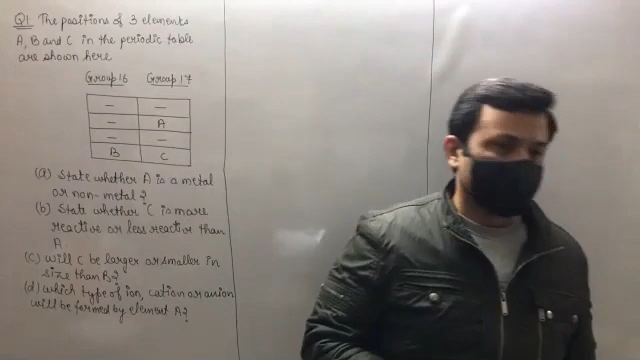 Q1 The positions of 3 elements
A, B and C in the periodic table
are shown here
Group 16 Group 17
— —
— A
— —
B C
(a) State whether A is a metal
or non-metal?
(b) State whether C is more
reactive or less reactive than
A.
(c) will C be larger or smaller in
size than B?
(d) which type of ion, cation or anion
will be formed by element A?